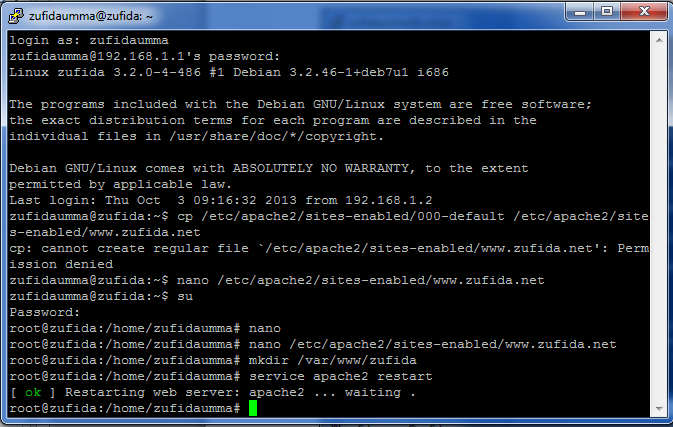 zufidaumma@zufida: ~
login as: zufidaumma
zufidaumma@192.168.1.1's password:
Linux zufida 3.2.0-4-486 #1 Debian 3.2.46-1+deb7u1 i686
The programs included with the Debian GNU/Linux system are free software;
the exact distribution terms for each program are described in the
individual files in /usr/share/doc/*/copyright.
Debian GNU/Linux comes with ABSOLUTELY NO WARRANTY, to the extent
permitted by applicable law.
Last login: Thu Oct  3 09:16:32 2013 from 192.168.1.2
zufidaumma@zufida:~$ cp /etc/apache2/sites-enabled/000-default /etc/apache2/site
s-enabled/www.zufida.net
cp: cannot create regular file `/etc/apache2/sites-enabled/www.zufida.net': Perm
ission denied
zufidaumma@zufida:~$ nano /etc/apache2/sites-enabled/www.zufida.net
zufidaumma@zufida:~$ su
Password:
root@zufida:/home/zufidaumma# nano
root@zufida:/home/zufidaumma# nano /etc/apache2/sites-enabled/www.zufida.net
root@zufida:/home/zufidaumma# mkdir /var/www/zufida
root@zufida:/home/zufidaumma# service apache2 restart
[ ok ] Restarting web server: apache2 ... waiting .
root@zufida:/home/zufidaumma#